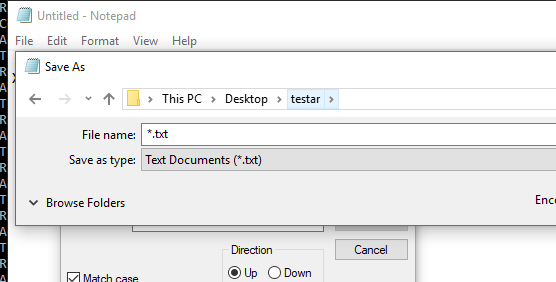 Untitled - Notepad
File Edit Format View Help
Save As
This PC Desktop testar
File name: *.txt
Save as type: Text Documents (*.txt)
Browse Folders
Direction
Cancel
Up Down
Match case